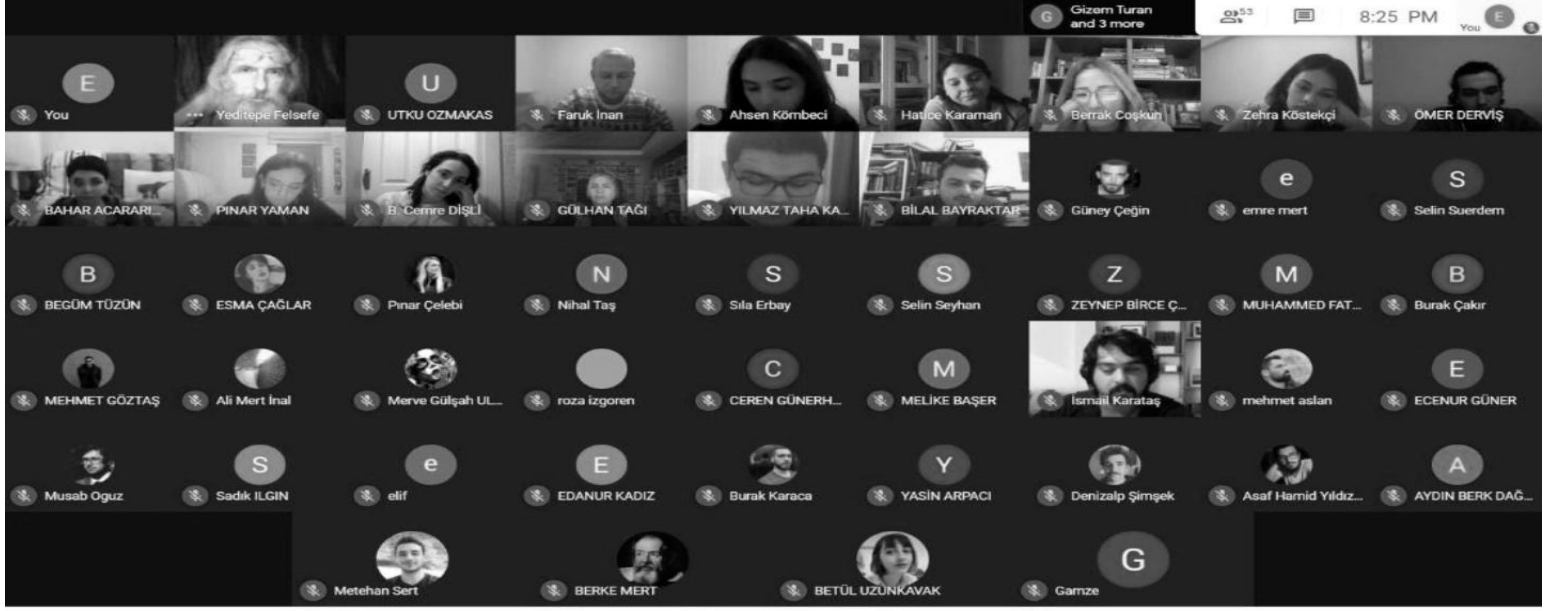 G Gizem Turan
and 3 more
53
8:25 PM
You E
E U
You Yeditepe Felsefe UTKU OZMAKAS Faruk İnan Ahsen Kömbeci Hatice Karaman Berrak Coşkun Zehra Köstekçi ÖMER DERVİŞ
e S
BAHAR ACARARI... PINAR YAMAN B. Cemre DİŞLİ GÜLHAN TAĞI YILMAZ TAHA KA... BİLAL BAYRAKTAR Güney Çeğin emre mert Selin Suerdem
B N S S Z M B
BEGÜM TÜZÜN ESMA ÇAĞLAR Pınar Çelebi Nihal Taş Sıla Erbay Selin Seyhan ZEYNEP BİRCE Ç... MUHAMMED FAT... Burak Çakır
C M E
MEHMET GÖZTAŞ Ali Mert İnal Merve Gülşah UL... roza izgoren CEREN GÜNERH... MELİKE BAŞER İsmail Karataş mehmet aslan ECENUR GÜNER
S e E Y A
Musab Oguz Sadık ILGIN elif EDANUR KADIZ Burak Karaca YASİN ARPACI Denizalp Şimşek Asaf Hamid Yıldız... AYDIN BERK DAĞ...
G
Metehan Sert BERKE MERT BETÜL UZUNKAVAK Gamze